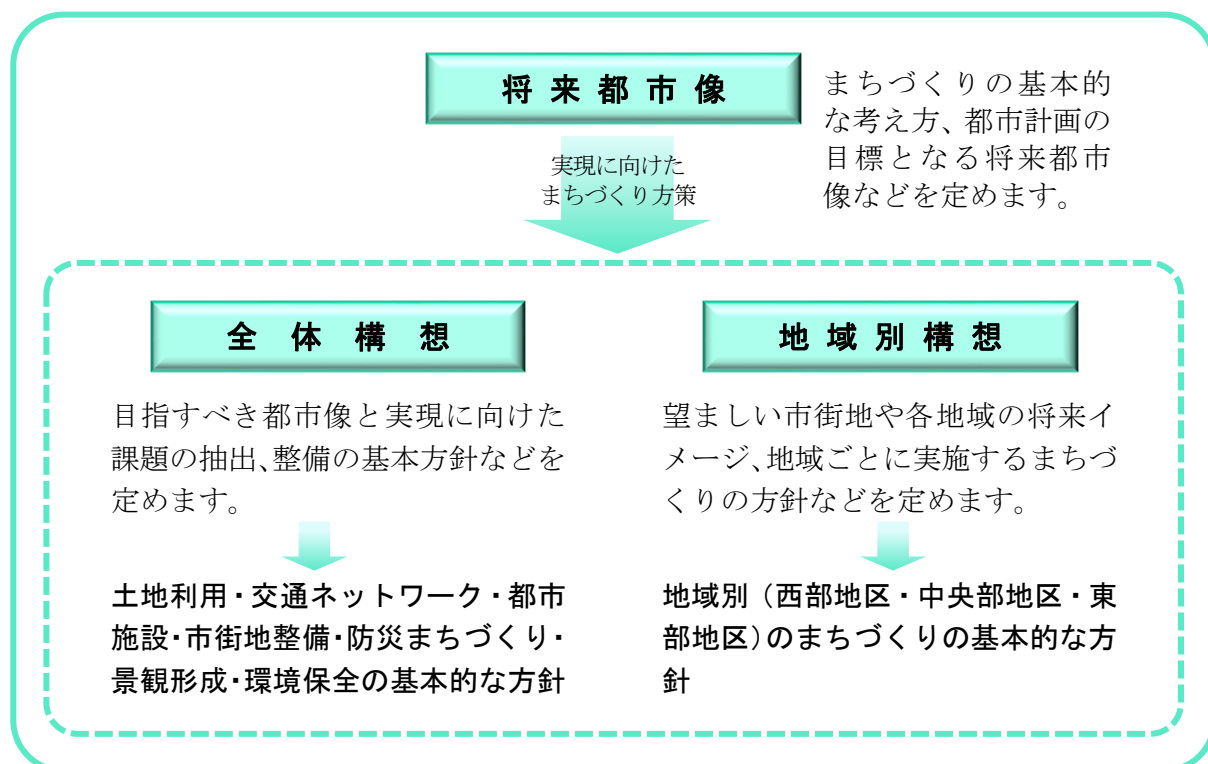 将来都市像
まちづくりの基本的
な考え方、都市計画の
目標となる将来都市
像などを定めます。
実現に向けた
まちづくり方策
全体構想
目指すべき都市像と実現に向けた
課題の抽出、整備の基本方針などを
定めます。
土地利用・交通ネットワーク・都市
施設・市街地整備・防災まちづくり・
景観形成・環境保全の基本的な方針
地域別構想
望ましい市街地や各地域の将来イ
メージ、地域ごとに実施するまちづ
くりの方針などを定めます。
地域別（西部地区・中央部地区・東
部地区）のまちづくりの基本的な方
針